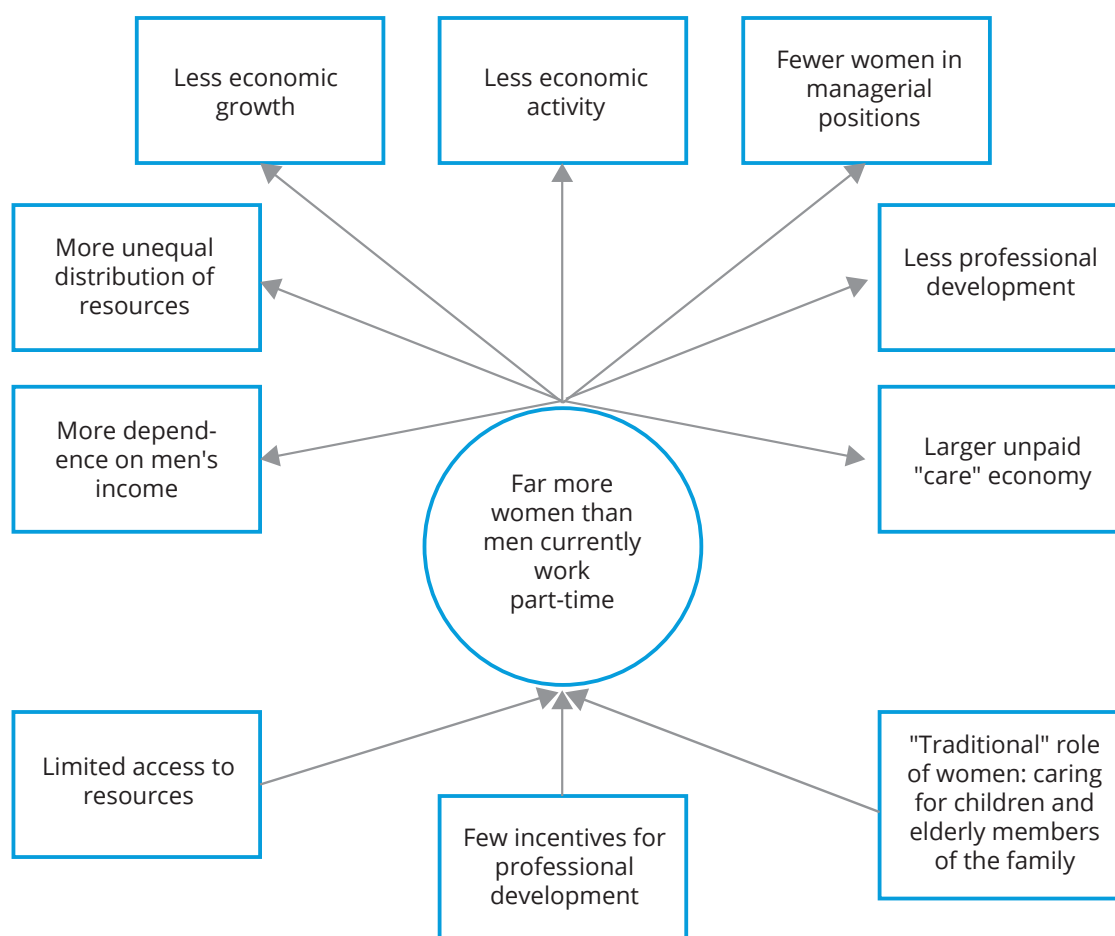 Less economic
growth
Less economic
activity
Fewer women in
managerial
positions
More unequal
distribution of
resources
Less professional
development
More depend-
ence on men's
income
Larger unpaid
"care" economy
Far more
women than
men currently
work
part-time
Limited access to
resources
Few incentives for
professional
development
"Traditional" role
of women: caring
for children and
elderly members
of the family